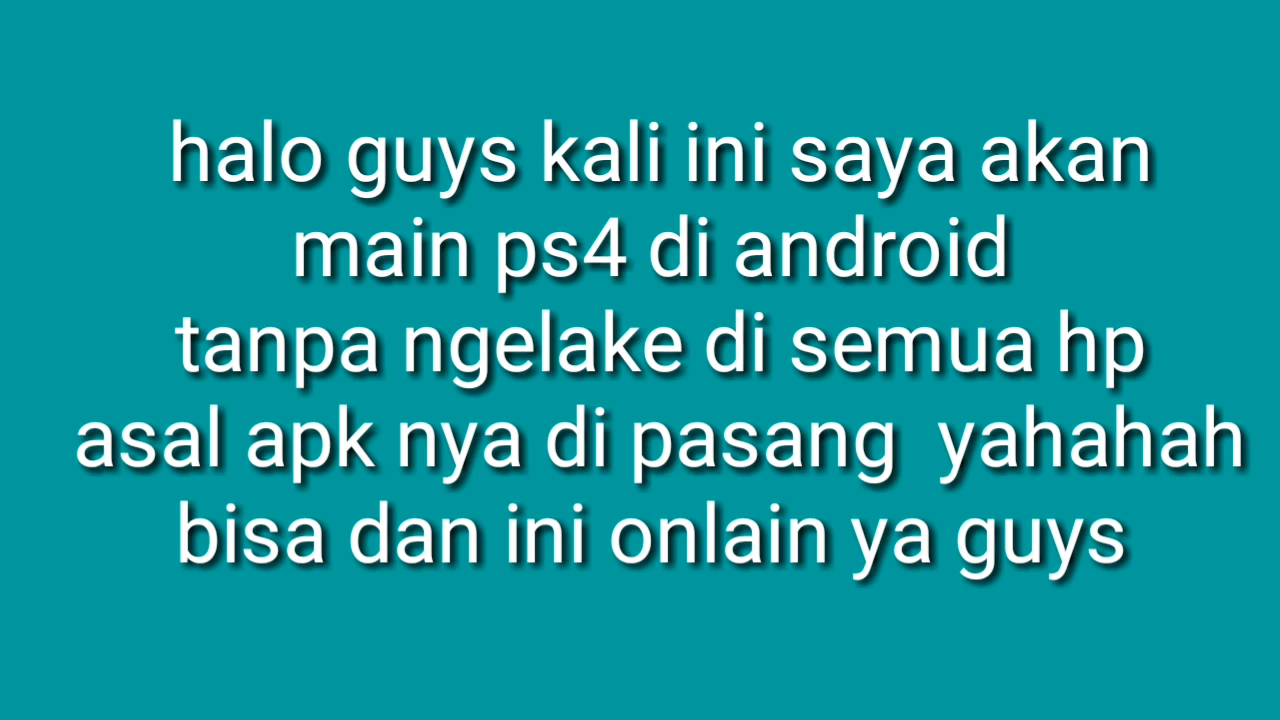 halo guys kali ini saya akan
main ps4 di android
tanpa ngelake di semua hp
asal apk nya di pasang yahahah
bisa dan ini onlain ya guys